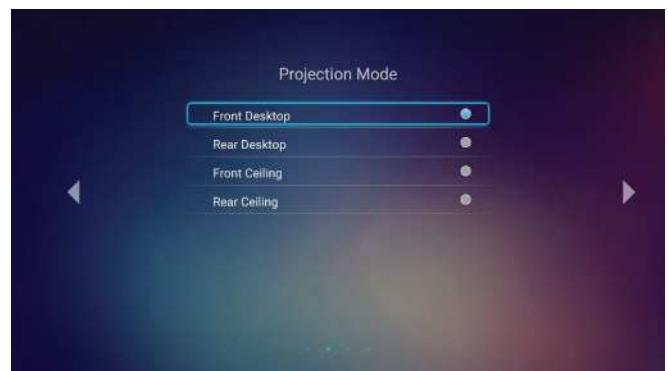 Projection Mode
Front Desktop
Rear Desktop
Front Ceiling
Rear Ceiling